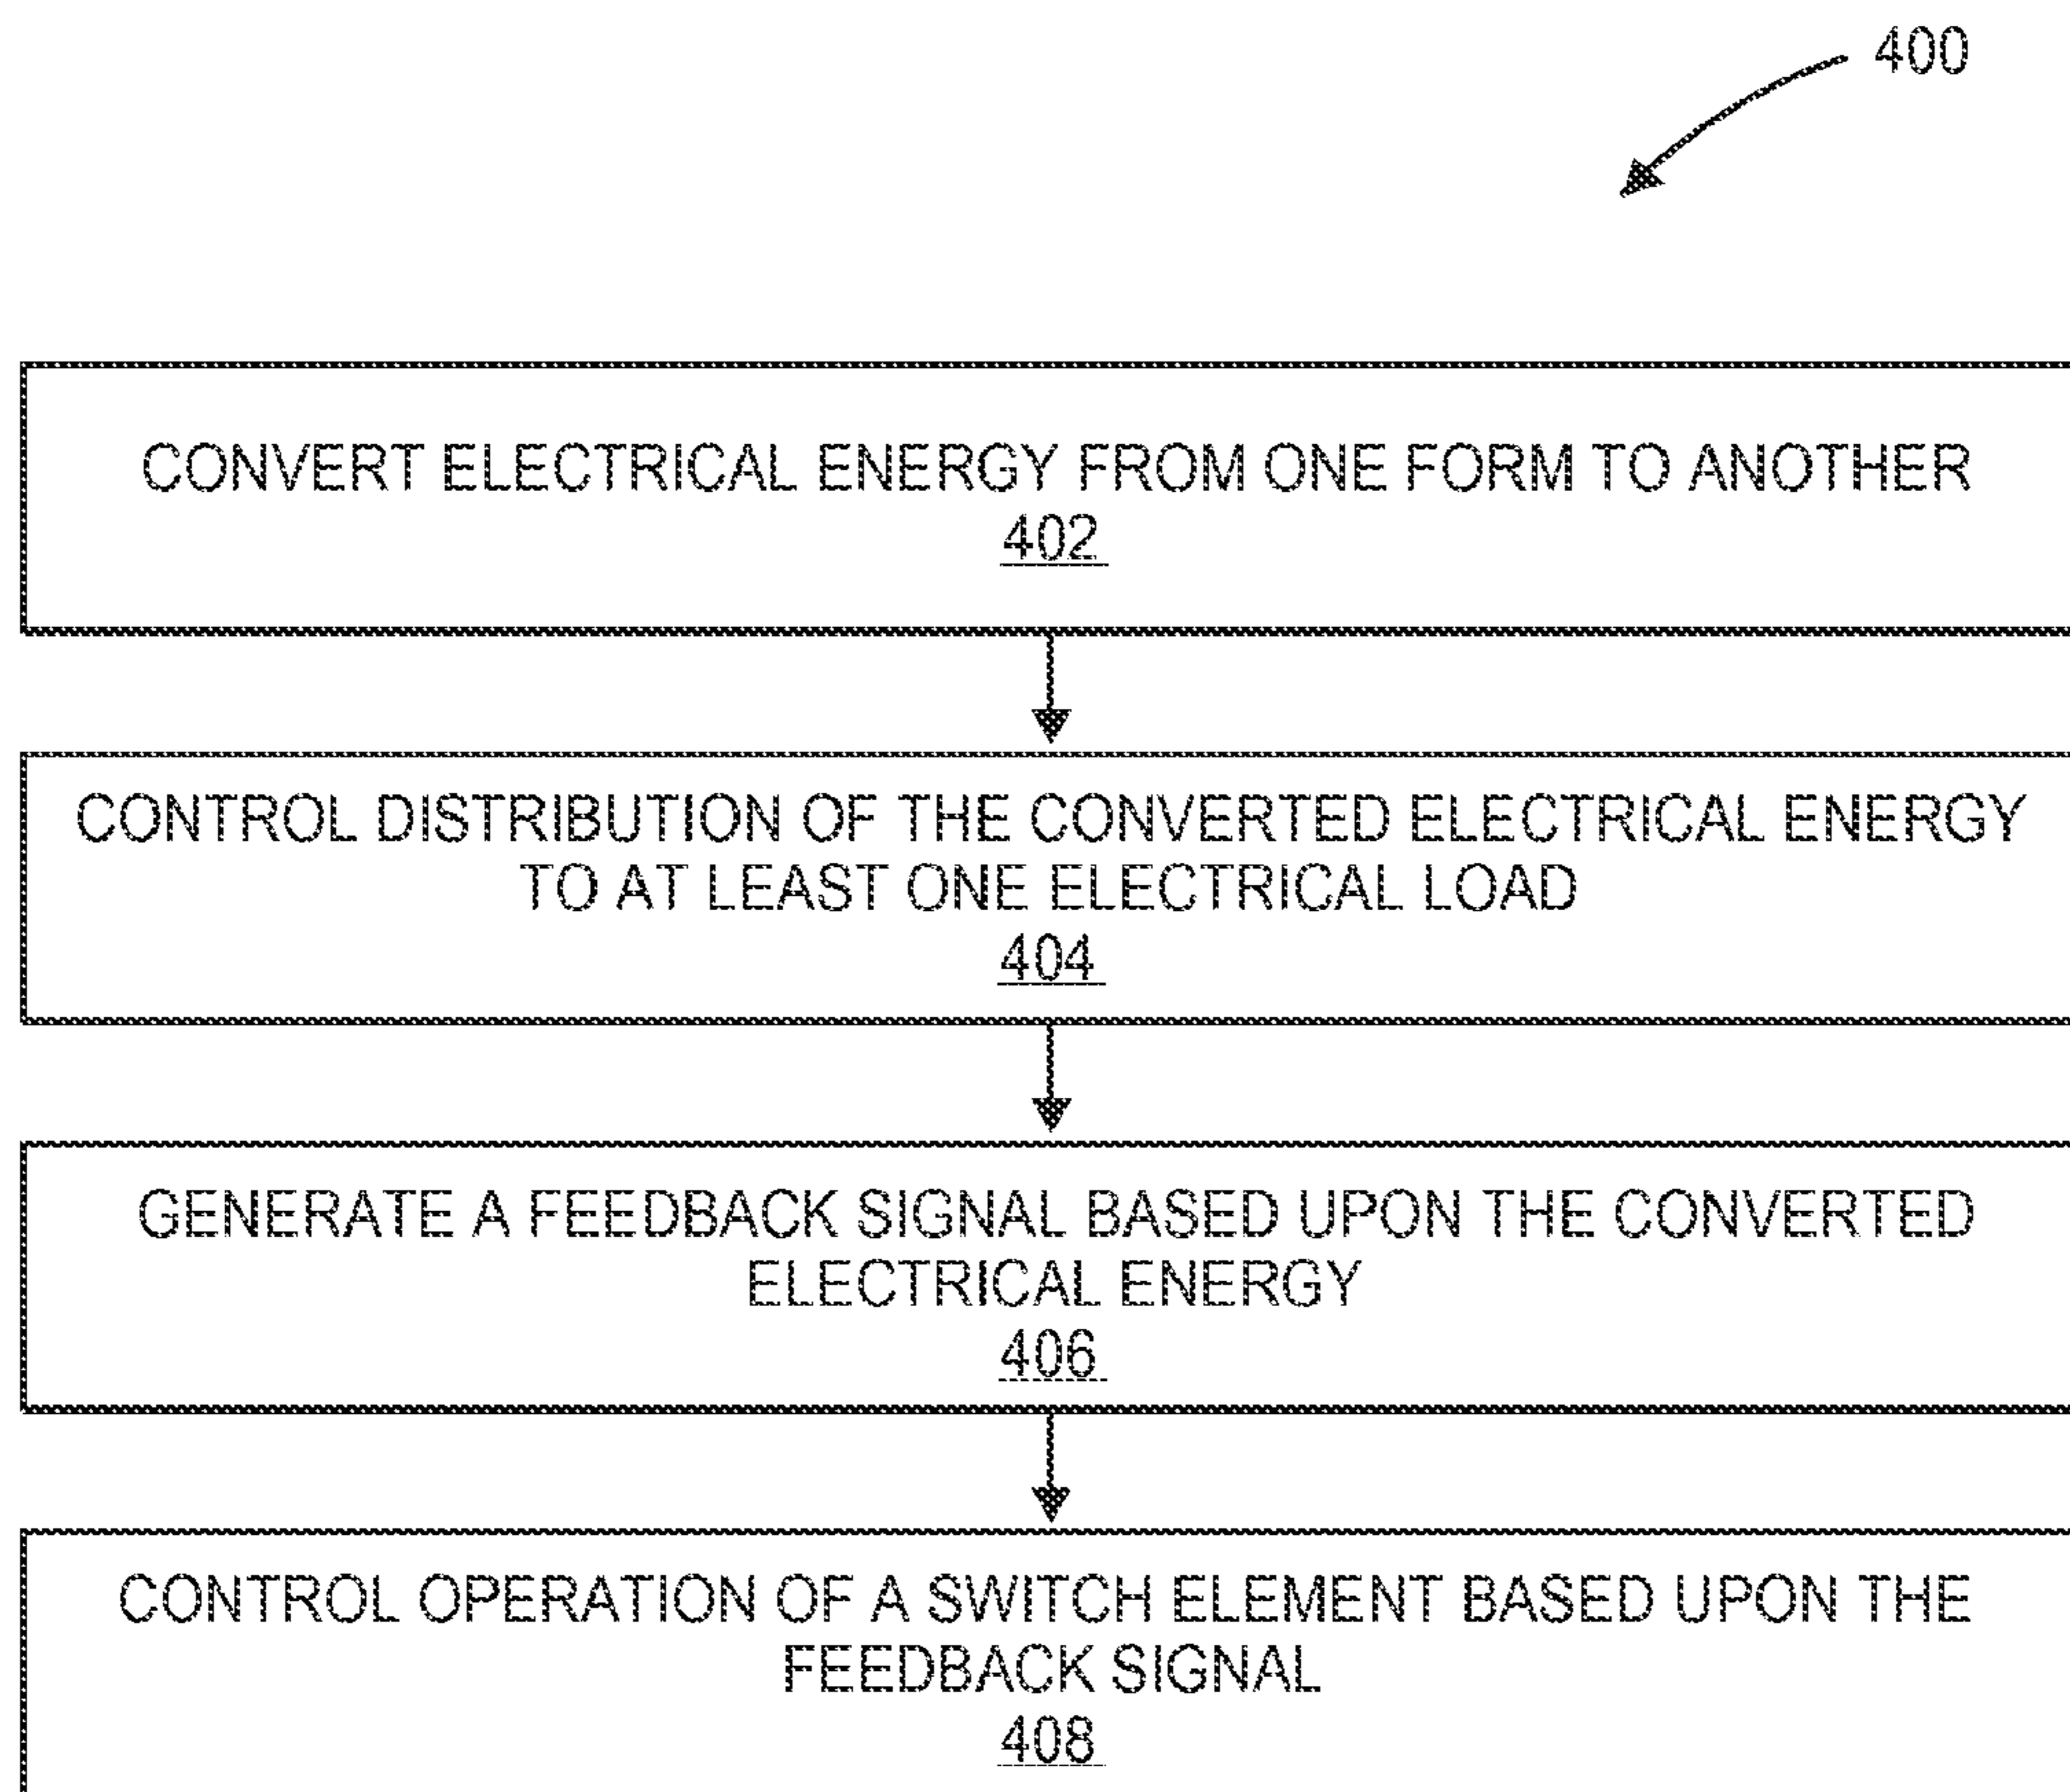 400
CONVERT ELECTRICAL ENERGY FROM ONE FORM TO ANOTHER
402
CONTROL DISTRIBUTION OF THE CONVERTED ELECTRICAL ENERGY
TO AT LEAST ONE ELECTRICAL LOAD
404
GENERATE A FEEDBACK SIGNAL BASED UPON THE CONVERTED
ELECTRICAL ENERGY
406
CONTROL OPERATION OF A SWITCH ELEMENT BASED UPON THE
FEEDBACK SIGNAL
408